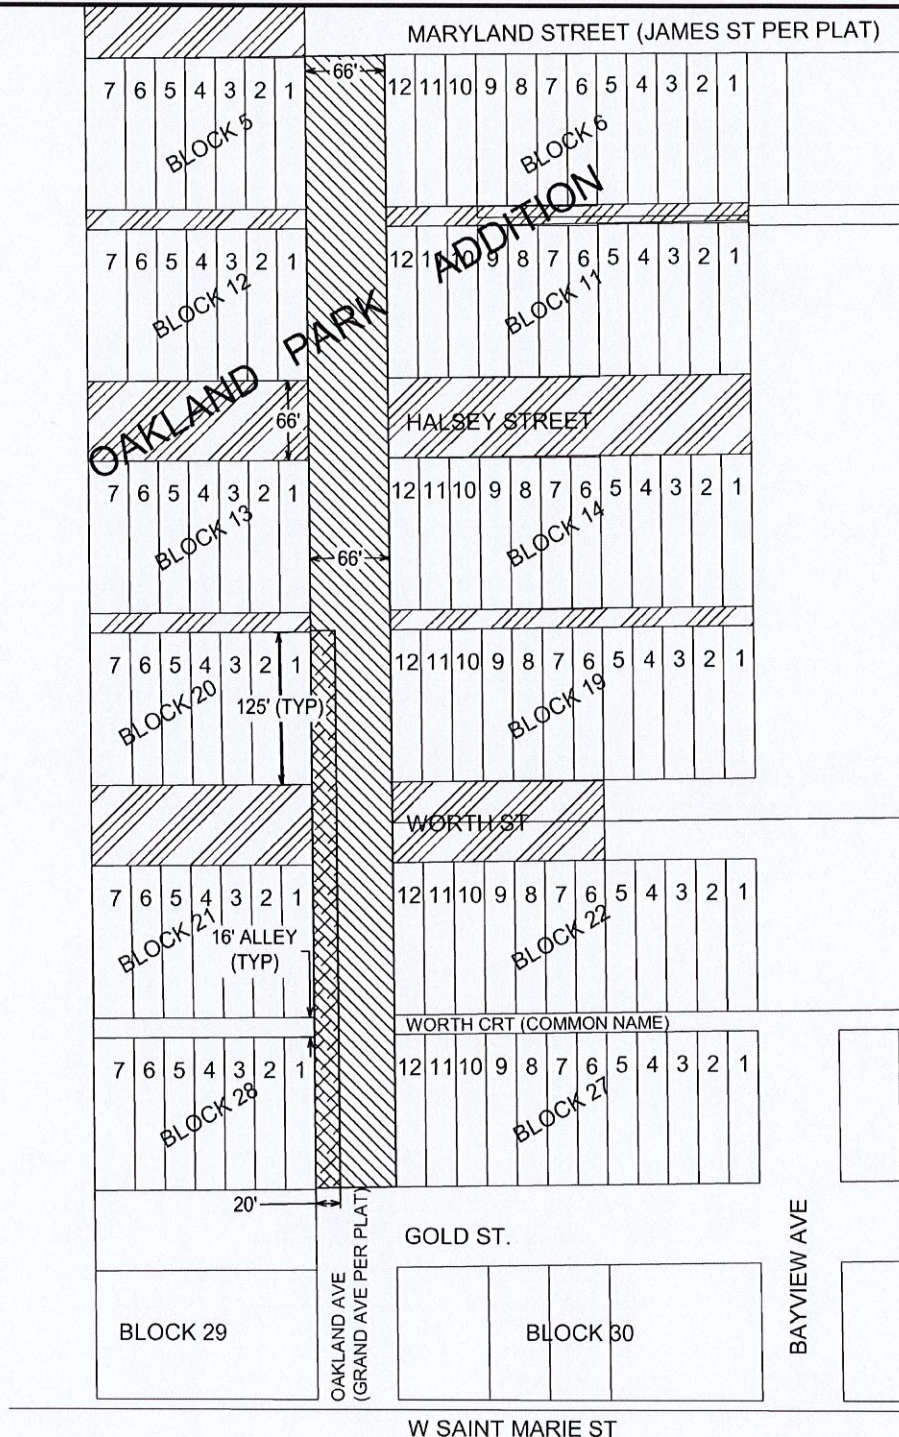 MARYLAND STREET (JAMES ST PER PLAT)
66'
7 6 5 4 3 2 1
12 11 10 9 8 7 6 5 4 3 2 1
BLOCK 5
BLOCK 6
OAKLAND PARK ADDITION
7 6 5 4 3 2 1
12 11 10 9 8 7 6 5 4 3 2 1
BLOCK 12
BLOCK 11
66'
HALSEY STREET
7 6 5 4 3 2 1
12 11 10 9 8 7 6 5 4 3 2 1
BLOCK 13
BLOCK 14
66'
7 6 5 4 3 2 1
12 11 10 9 8 7 6 5 4 3 2 1
BLOCK 20
125' (TYP)
BLOCK 19
WORTH ST
7 6 5 4 3 2 1
12 11 10 9 8 7 6 5 4 3 2 1
BLOCK 21
16' ALLEY
(TYP)
BLOCK 22
WORTH CRT (COMMON NAME)
7 6 5 4 3 2 1
12 11 10 9 8 7 6 5 4 3 2 1
BLOCK 28
BLOCK 27
20'
GOLD ST.
OAKLAND AVE
(GRAND AVE PER PLAT)
BAYVIEW AVE
BLOCK 29
BLOCK 30
W SAINT MARIE ST